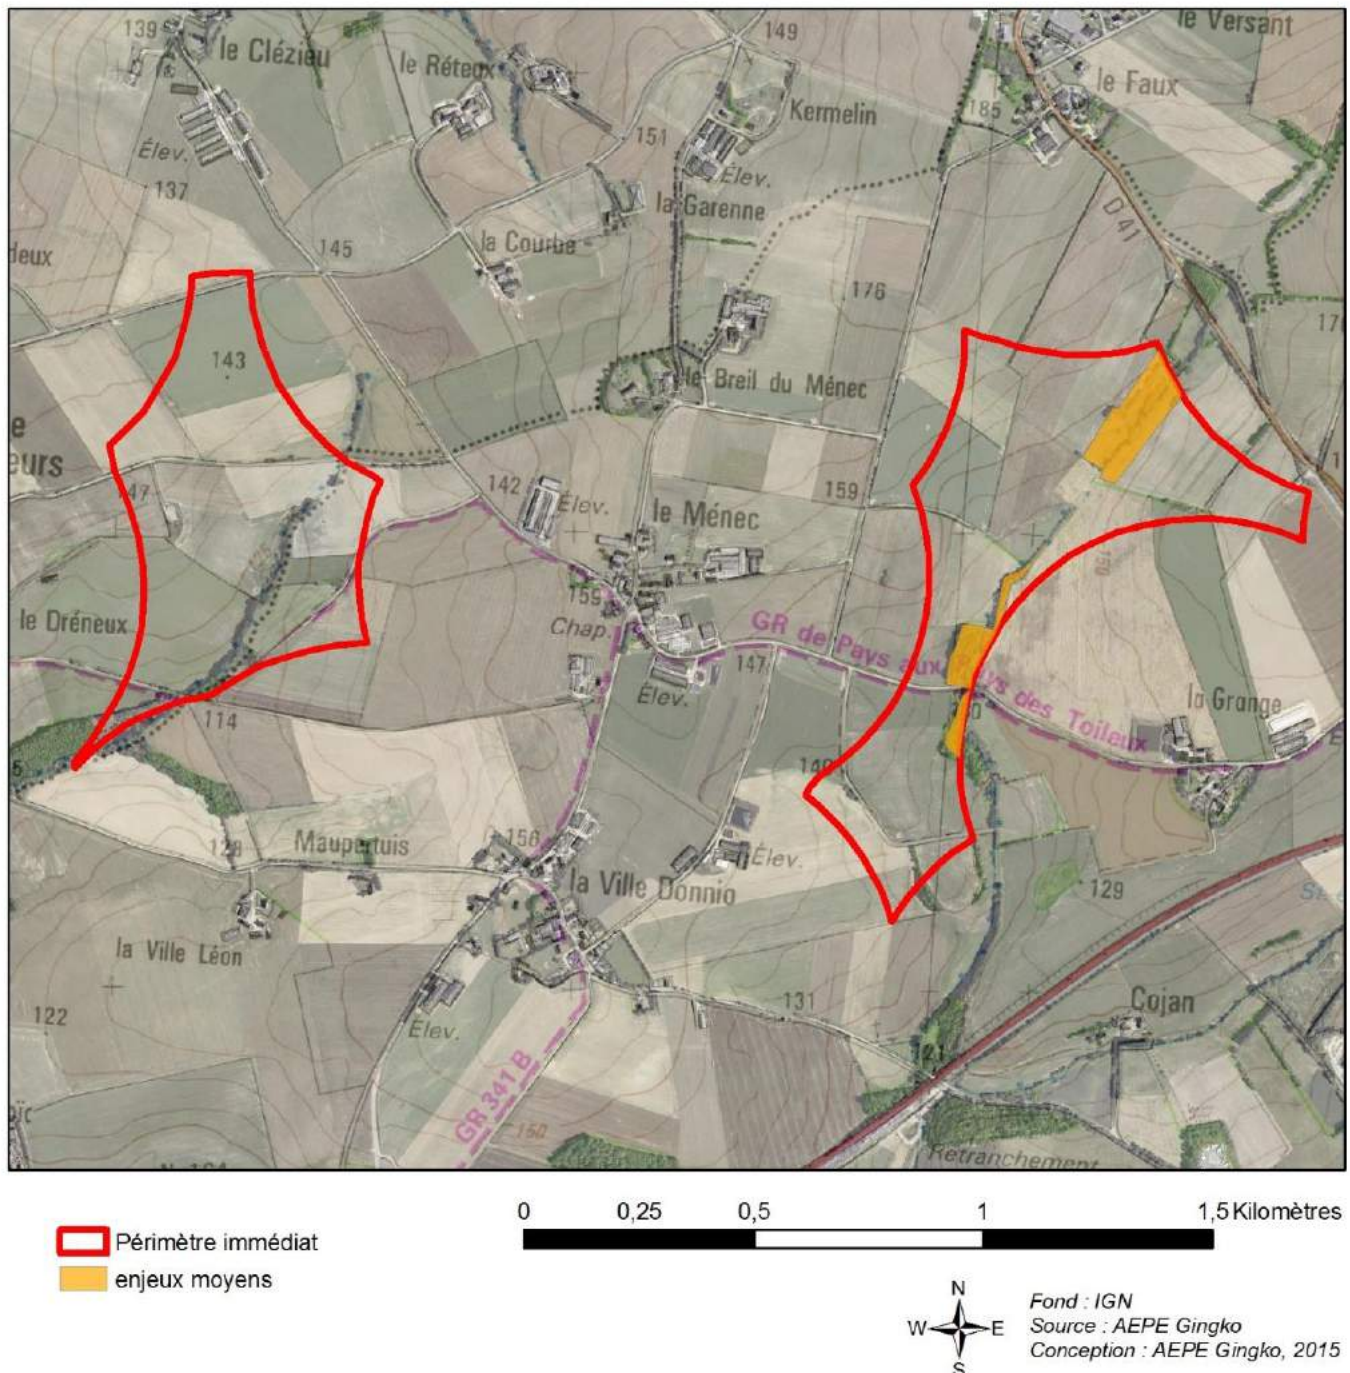 139
le Clézieu
le Réteux
149
le Versant
le Faux
Kermelin
185
151
Élev.
Élev.
137
la Garenne
D 41
la Courbe
145
deux
176
143
le Breil du Ménec
e
eurs
147
142
Élev.
159
le Ménec
150
159
Chap.
le Dréneux
GR de Pays aux Pays des Toileux
147
Élev.
la Grange
114
140
Maupertuis
156
128
Élev.
la Ville Donnio
129
la Ville Léon
131
Cojan
122
Élev.
GR 341 B
150
Retranchement
0 0,25 0,5 1 1,5 Kilomètres
Périmètre immédiat
enjeux moyens
N
W E
S
Fond : IGN
Source : AEPE Gingko
Conception : AEPE Gingko, 2015